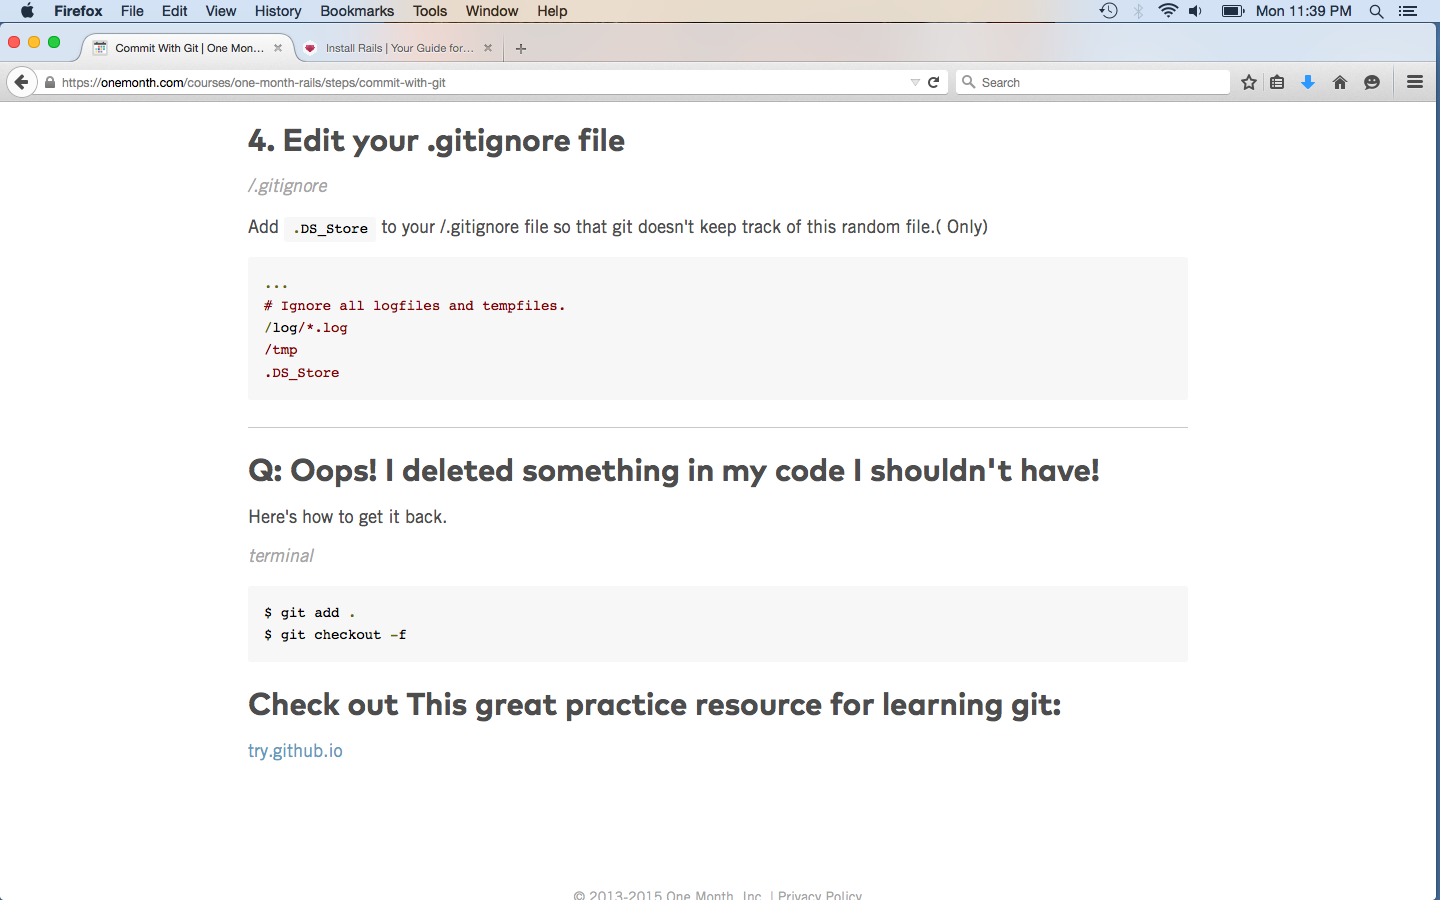 Firefox File Edit View History Bookmarks Tools Window Help Mon 11:39 PM
Commit With Git | One Mon... Install Rails | Your Guide for...
https://onemonth.com/courses/one-month-rails/steps/commit-with-git Search
4. Edit your .gitignore file
/.gitignore
Add .DS_Store to your /.gitignore file so that git doesn't keep track of this random file.( Only)
...
# Ignore all logfiles and tempfiles.
/log/*.log
/tmp
.DS_Store
Q: Oops! I deleted something in my code I shouldn't have!
Here's how to get it back.
terminal
$ git add .
$ git checkout -f
Check out This great practice resource for learning git:
try.github.io
© 2013-2015 One Month, Inc. | Privacy Policy